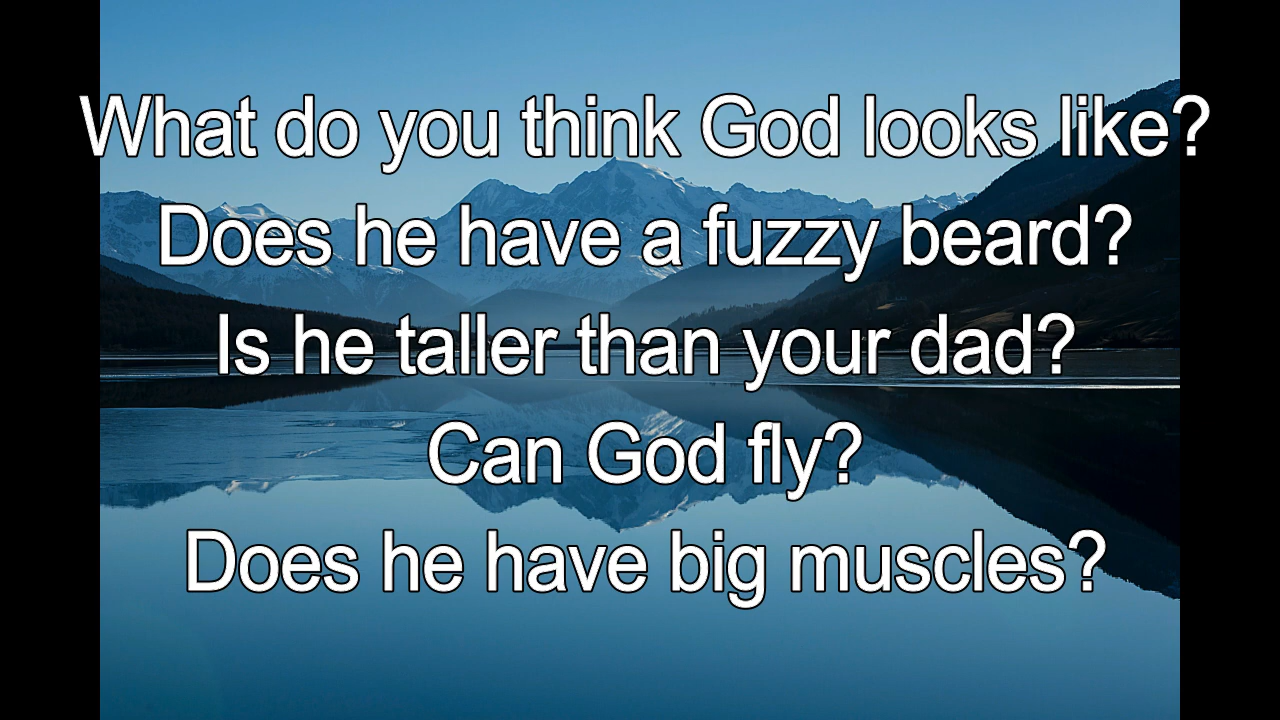 What do you think God looks like?
Does he have a fuzzy beard?
Is he taller than your dad?
Can God fly?
Does he have big muscles?